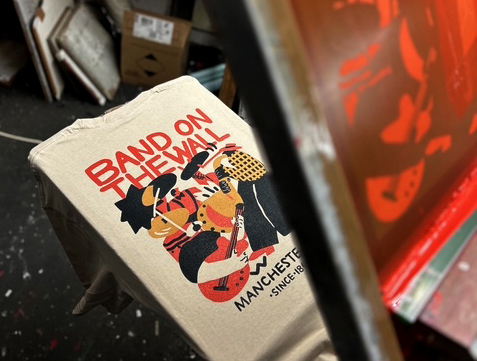 BAND ON
THE WALL
MANCHESTE
·SINCE·18